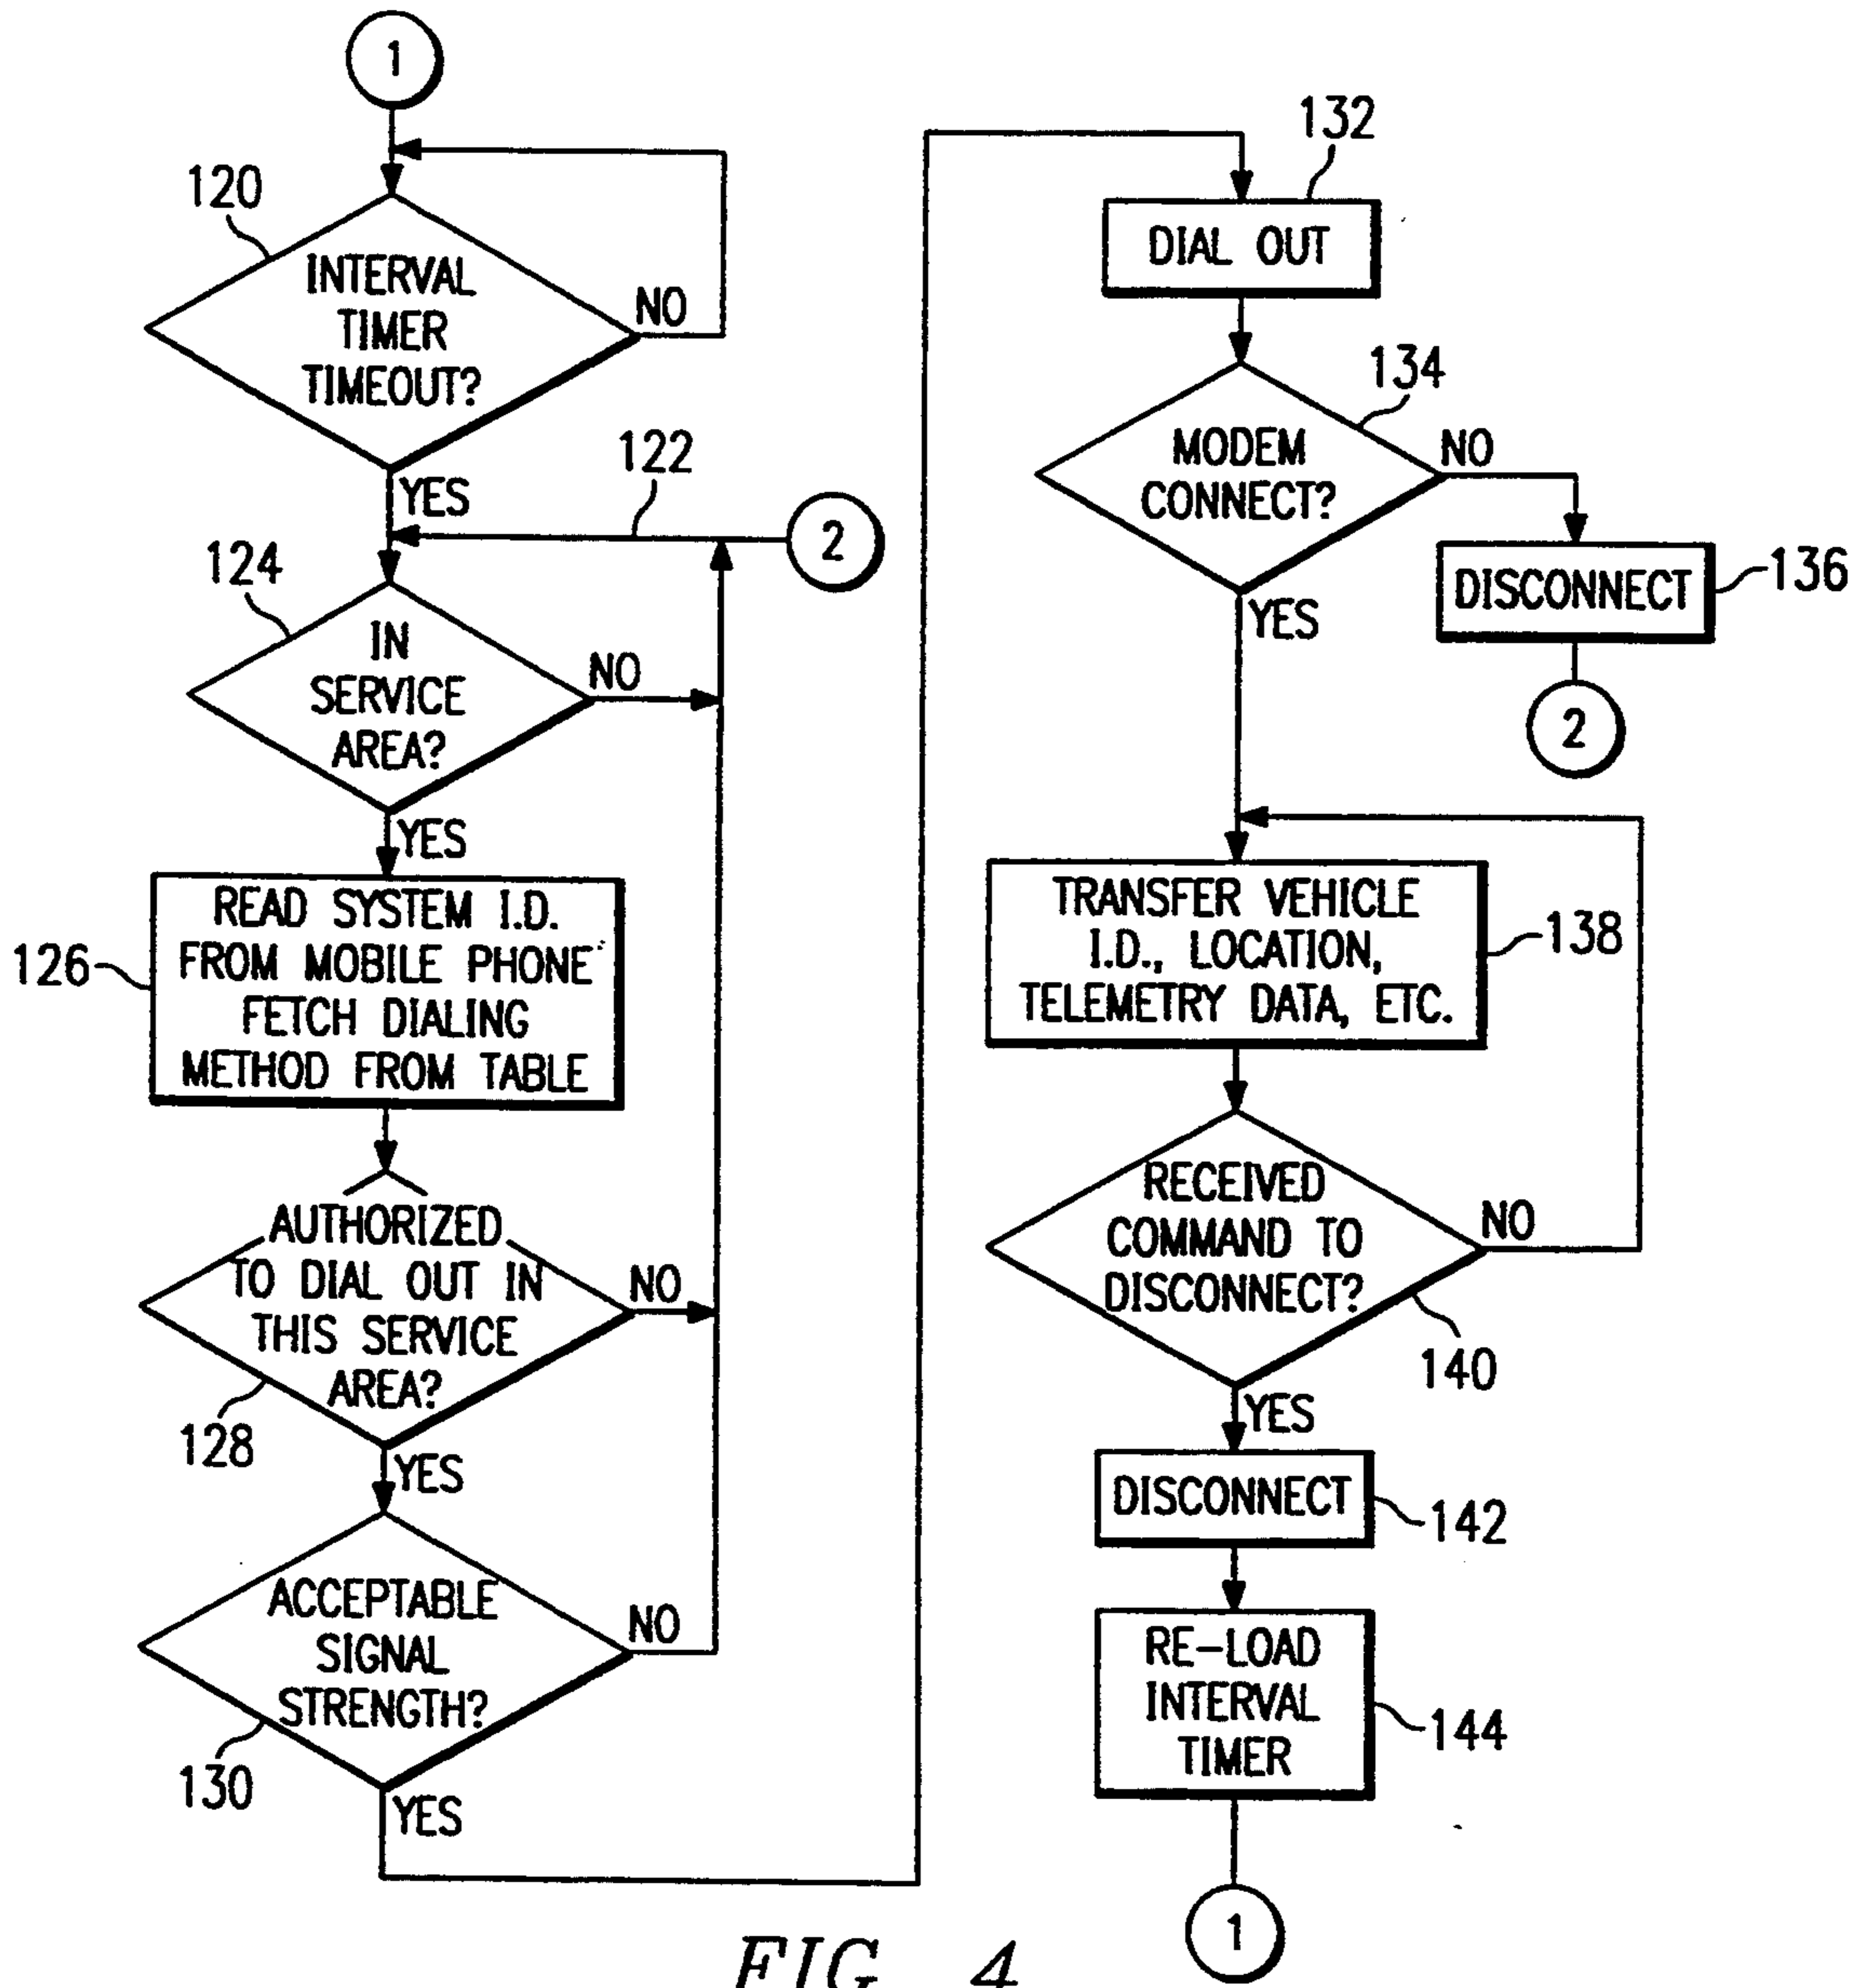 1
120
INTERVAL
TIMER
TIMEOUT?
NO
YES
122
2
124
IN
SERVICE
AREA?
NO
YES
126
READ SYSTEM I.D.
FROM MOBILE PHONE
FETCH DIALING
METHOD FROM TABLE
AUTHORIZED
TO DIAL OUT IN
THIS SERVICE
AREA?
NO
128
YES
ACCEPTABLE
SIGNAL
STRENGTH?
NO
130
YES
132
DIAL OUT
134
MODEM
CONNECT?
NO
YES
DISCONNECT
136
2
TRANSFER VEHICLE
I.D., LOCATION,
TELEMETRY DATA, ETC.
138
RECEIVED
COMMAND TO
DISCONNECT?
NO
140
YES
DISCONNECT
142
RE-LOAD
INTERVAL
TIMER
144
1
FIG. 4